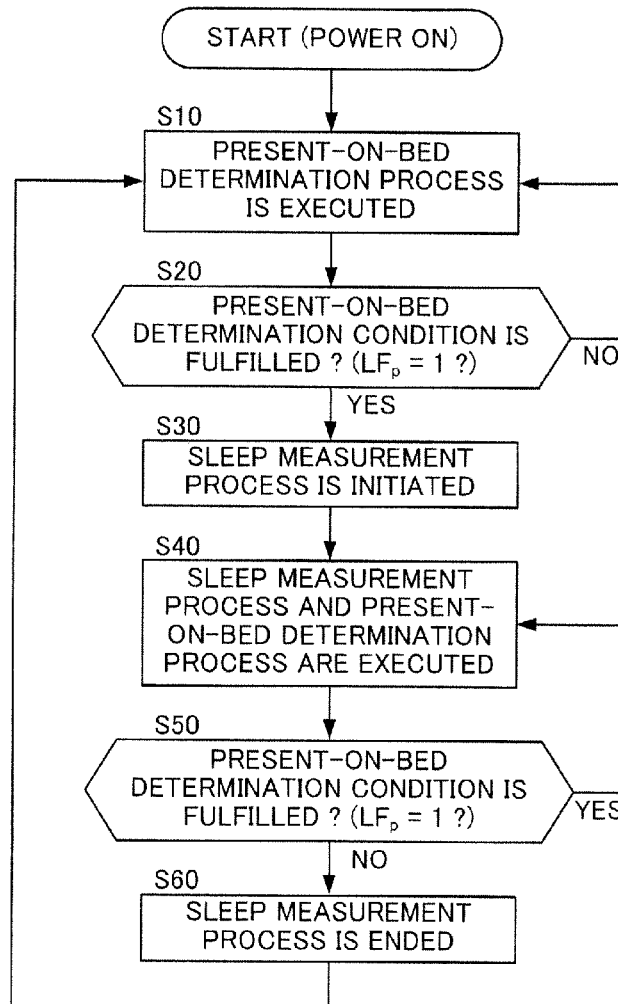 START (POWER ON)
S10
PRESENT-ON-BED
DETERMINATION PROCESS
IS EXECUTED
S20
PRESENT-ON-BED
DETERMINATION CONDITION IS
FULFILLED ? (LFp = 1 ?)
NO
YES
S30
SLEEP MEASUREMENT
PROCESS IS INITIATED
S40
SLEEP MEASUREMENT
PROCESS AND PRESENT-
ON-BED DETERMINATION
PROCESS ARE EXECUTED
S50
PRESENT-ON-BED
DETERMINATION CONDITION IS
FULFILLED ? (LFp = 1 ?)
YES
NO
S60
SLEEP MEASUREMENT
PROCESS IS ENDED